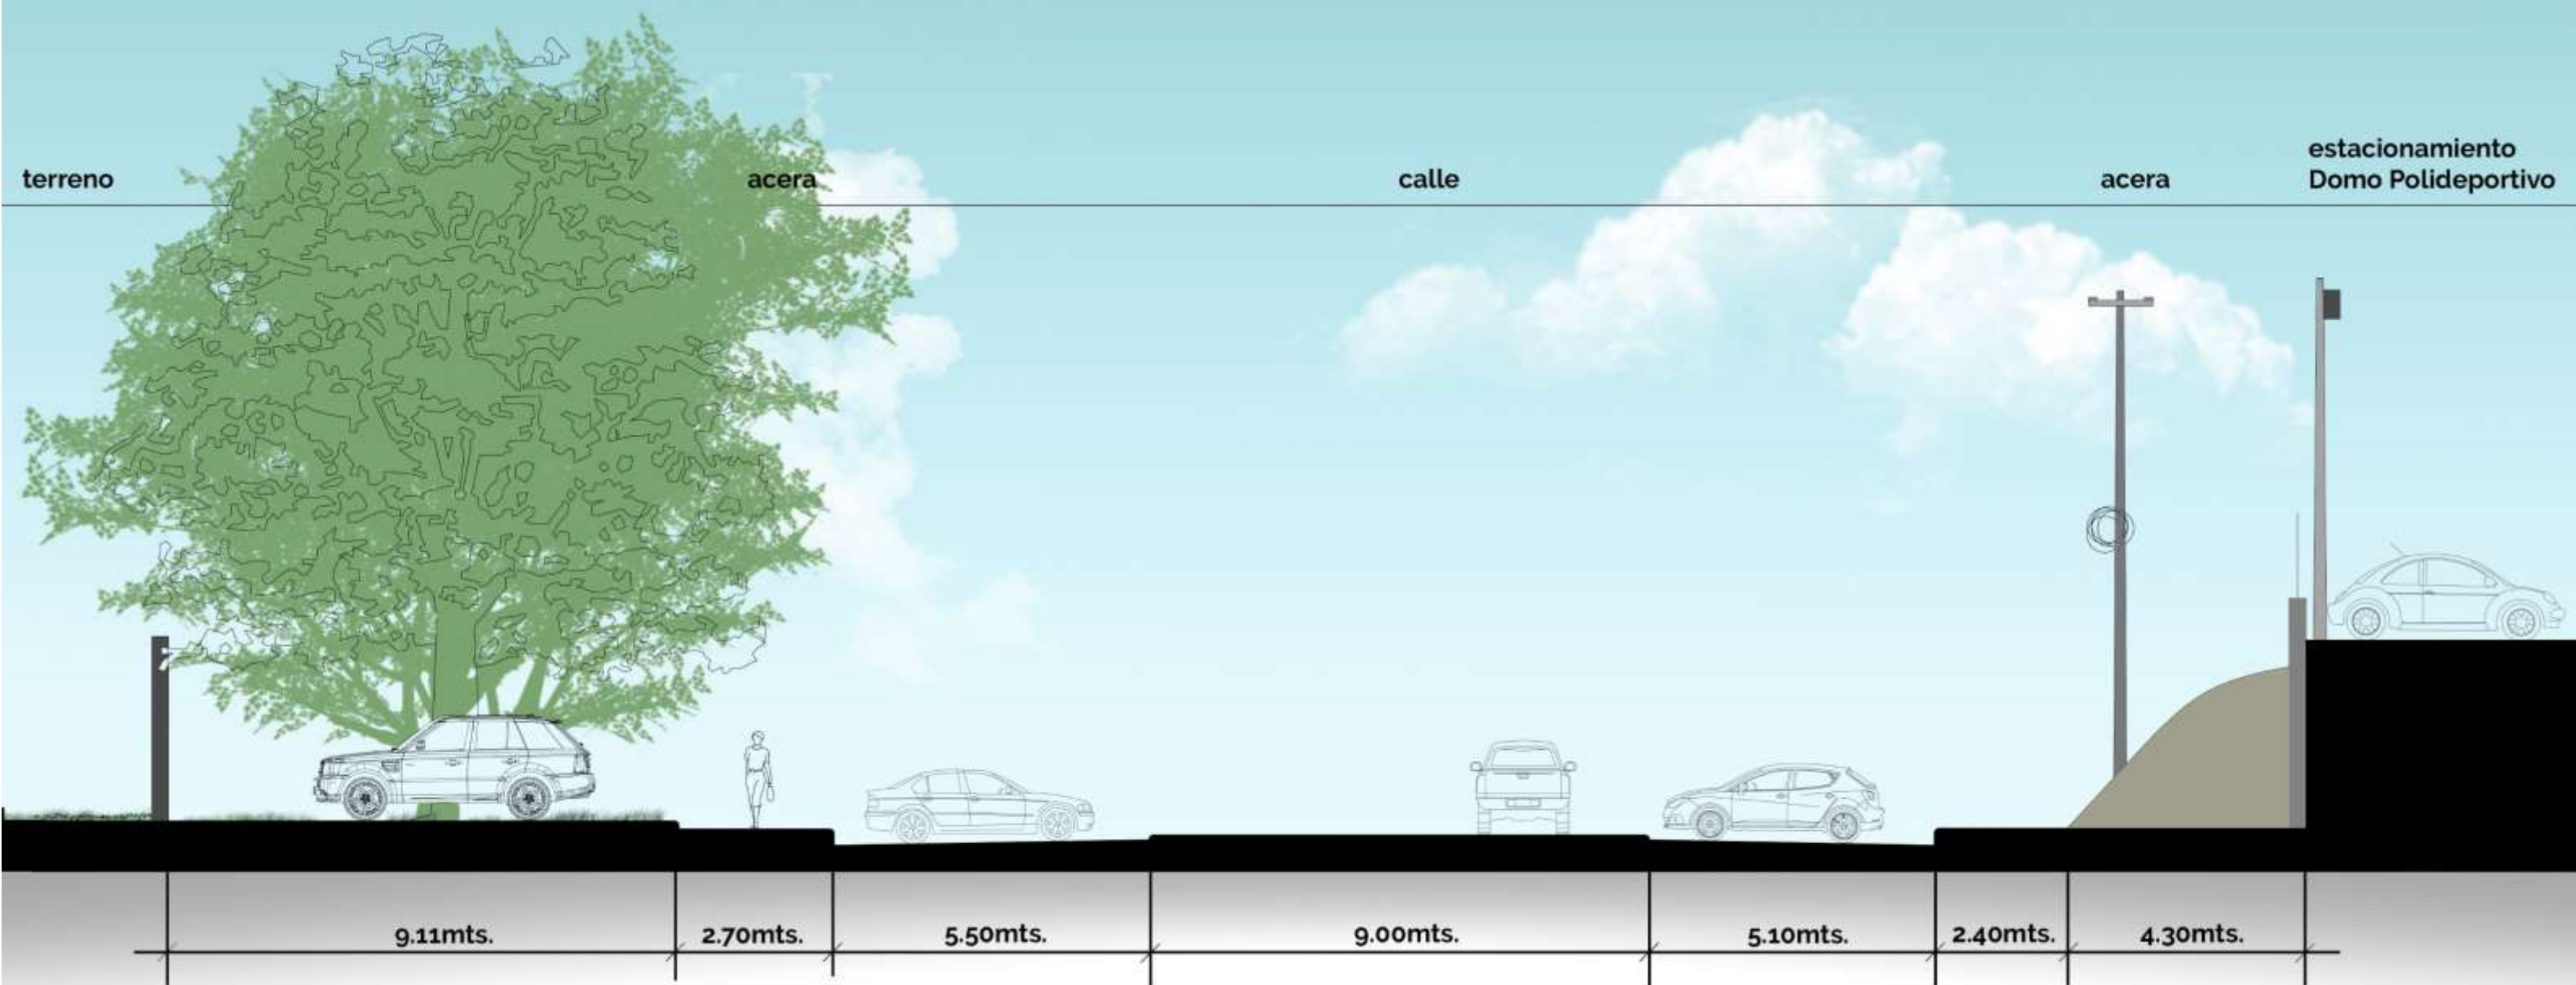 terreno
acera
calle
acera
estacionamiento
Domo Polideportivo
9.11mts.
2.70mts.
5.50mts.
9.00mts.
5.10mts.
2.40mts.
4.30mts.